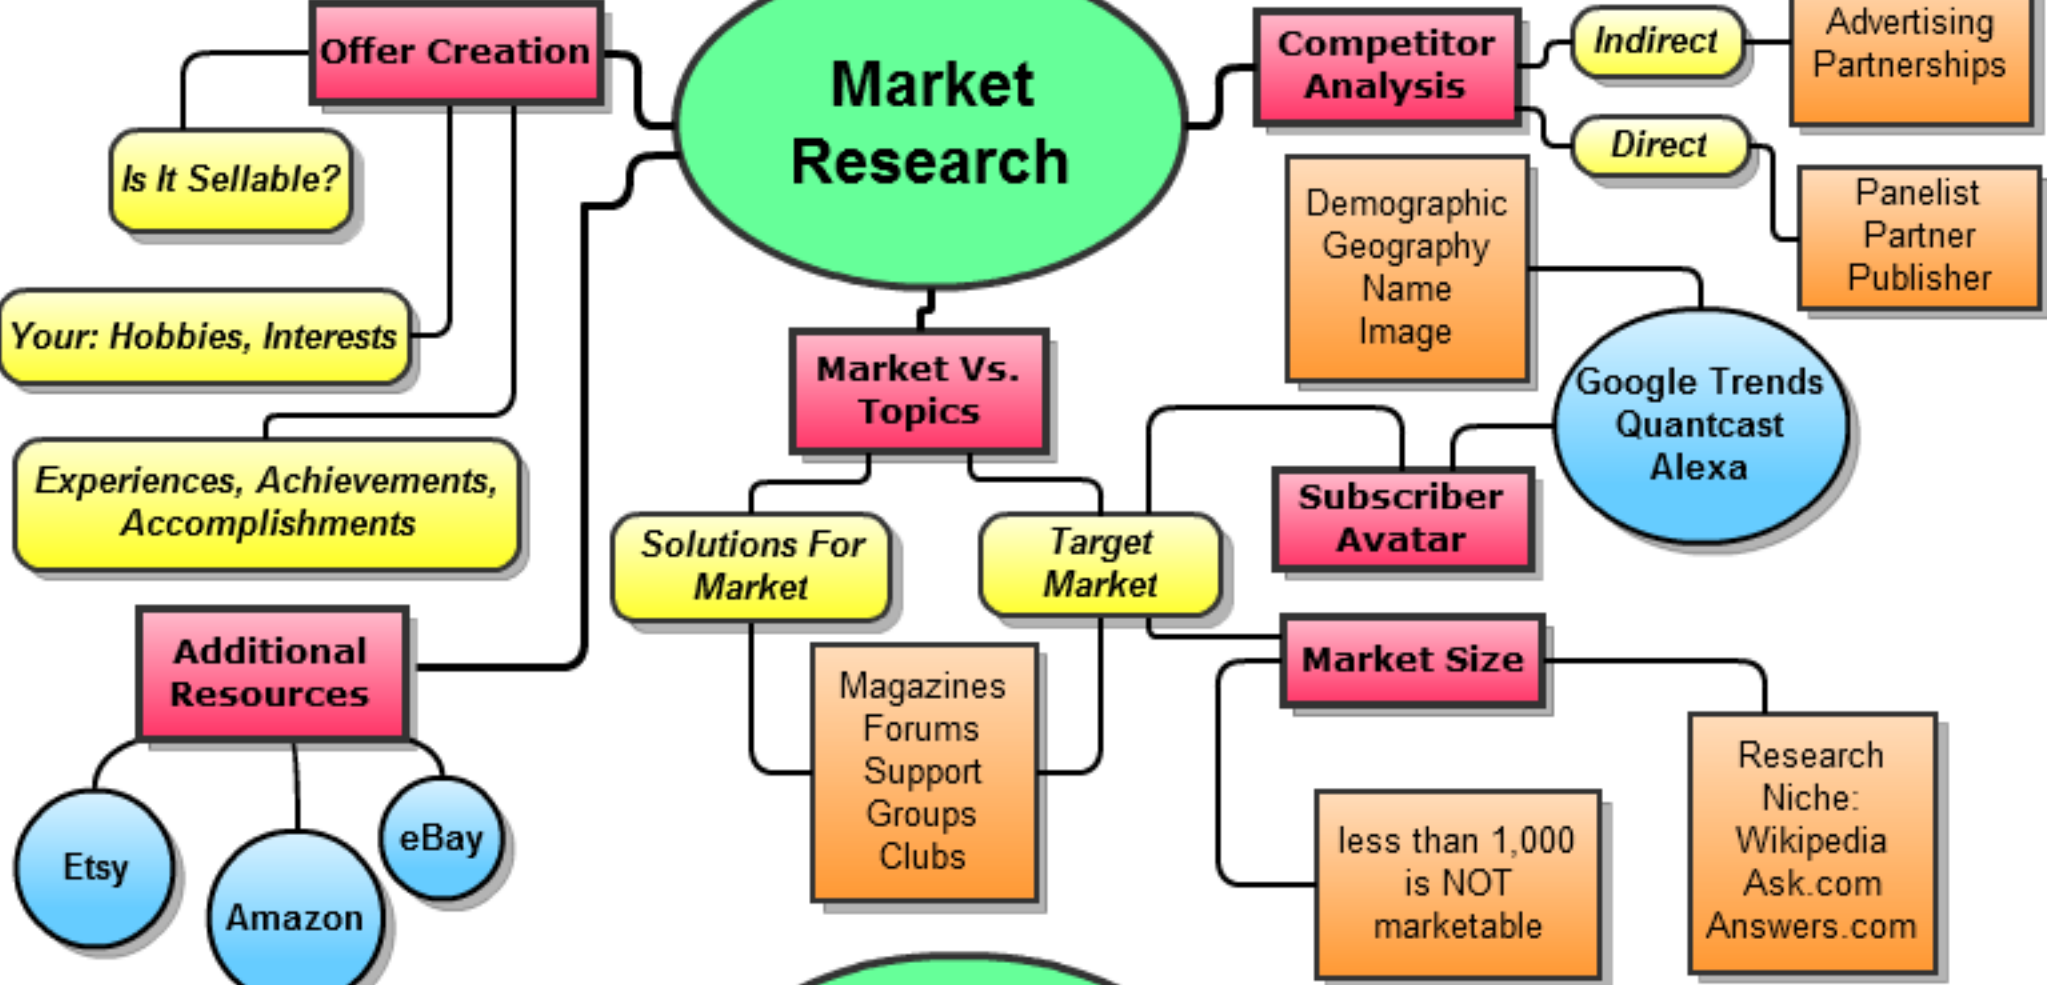 Market
Research
Offer Creation
Is It Sellable?
Your: Hobbies, Interests
Experiences, Achievements,
Accomplishments
Additional
Resources
Etsy
Amazon
eBay
Market Vs.
Topics
Solutions For
Market
Target
Market
Magazines
Forums
Support
Groups
Clubs
Competitor
Analysis
Indirect
Advertising
Partnerships
Direct
Panelist
Partner
Publisher
Demographic
Geography
Name
Image
Google Trends
Quantcast
Alexa
Subscriber
Avatar
Market Size
less than 1,000
is NOT
marketable
Research
Niche:
Wikipedia
Ask.com
Answers.com